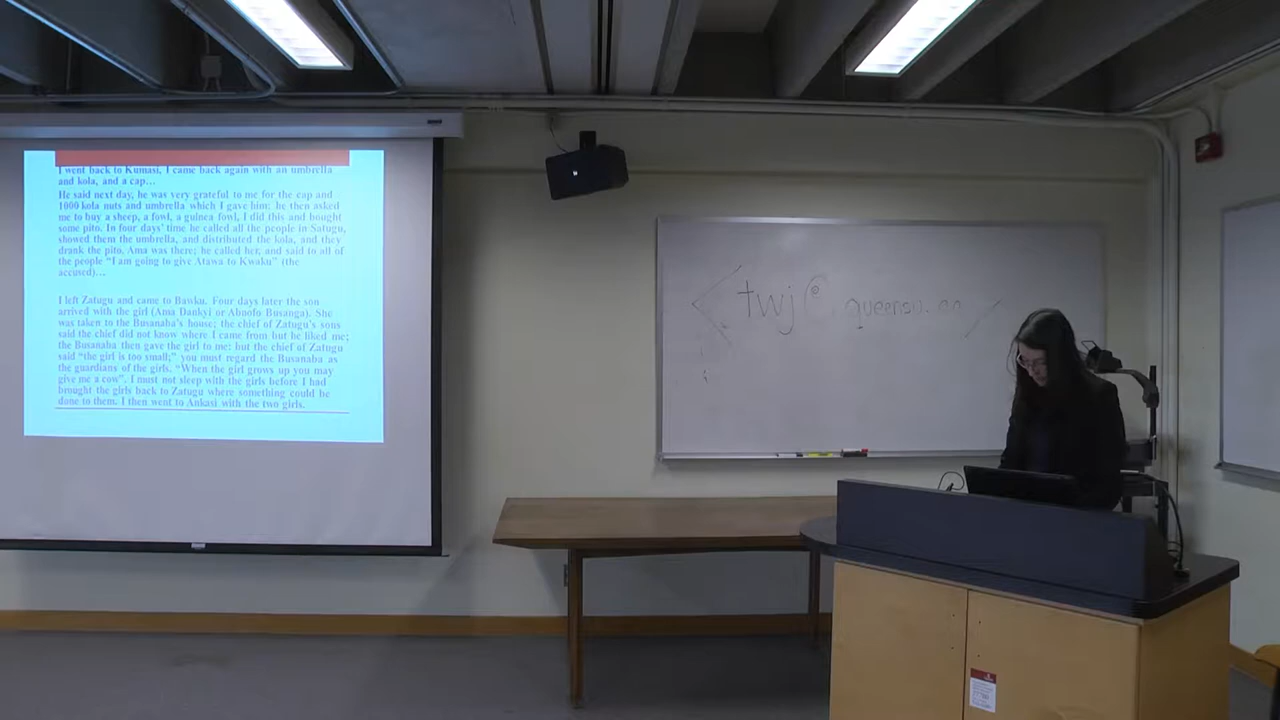 I went back to Kumasi, I came back again with an umbrella
and kola, and a cap...
He said next day, he was very grateful to me for the cap and
1000 kola nuts and umbrella which I gave him; he then asked
me to buy a sheep, a fowl, a guinea fowl, I did this and bought
some pito. In four days' time he called all the people in Satugu,
showed them the umbrella, and distributed the kola, and they
drank the pito. Ama was there; he called her, and said to all of
the people "I am going to give Atawa to Kwaku" (the
accused)...
I left Zatugu and came to Bawku. Four days later the son
arrived with the girl (Ama Dankyi or Abnofo Busanga). She
was taken to the Busanaba's house; the chief of Zatugu's sons
said the chief did not know where I came from but he liked me;
the Busanaba then gave the girl to me: but the chief of Zatugu
said "the girl is too small;" you must regard the Busanaba as
the guardians of the girls. "When the girl grows up you may
give me a cow". I must not sleep with the girls before I had
brought the girls back to Zatugu where something could be
done to them. I then went to Ankasi with the two girls.
twj@queensu.ca